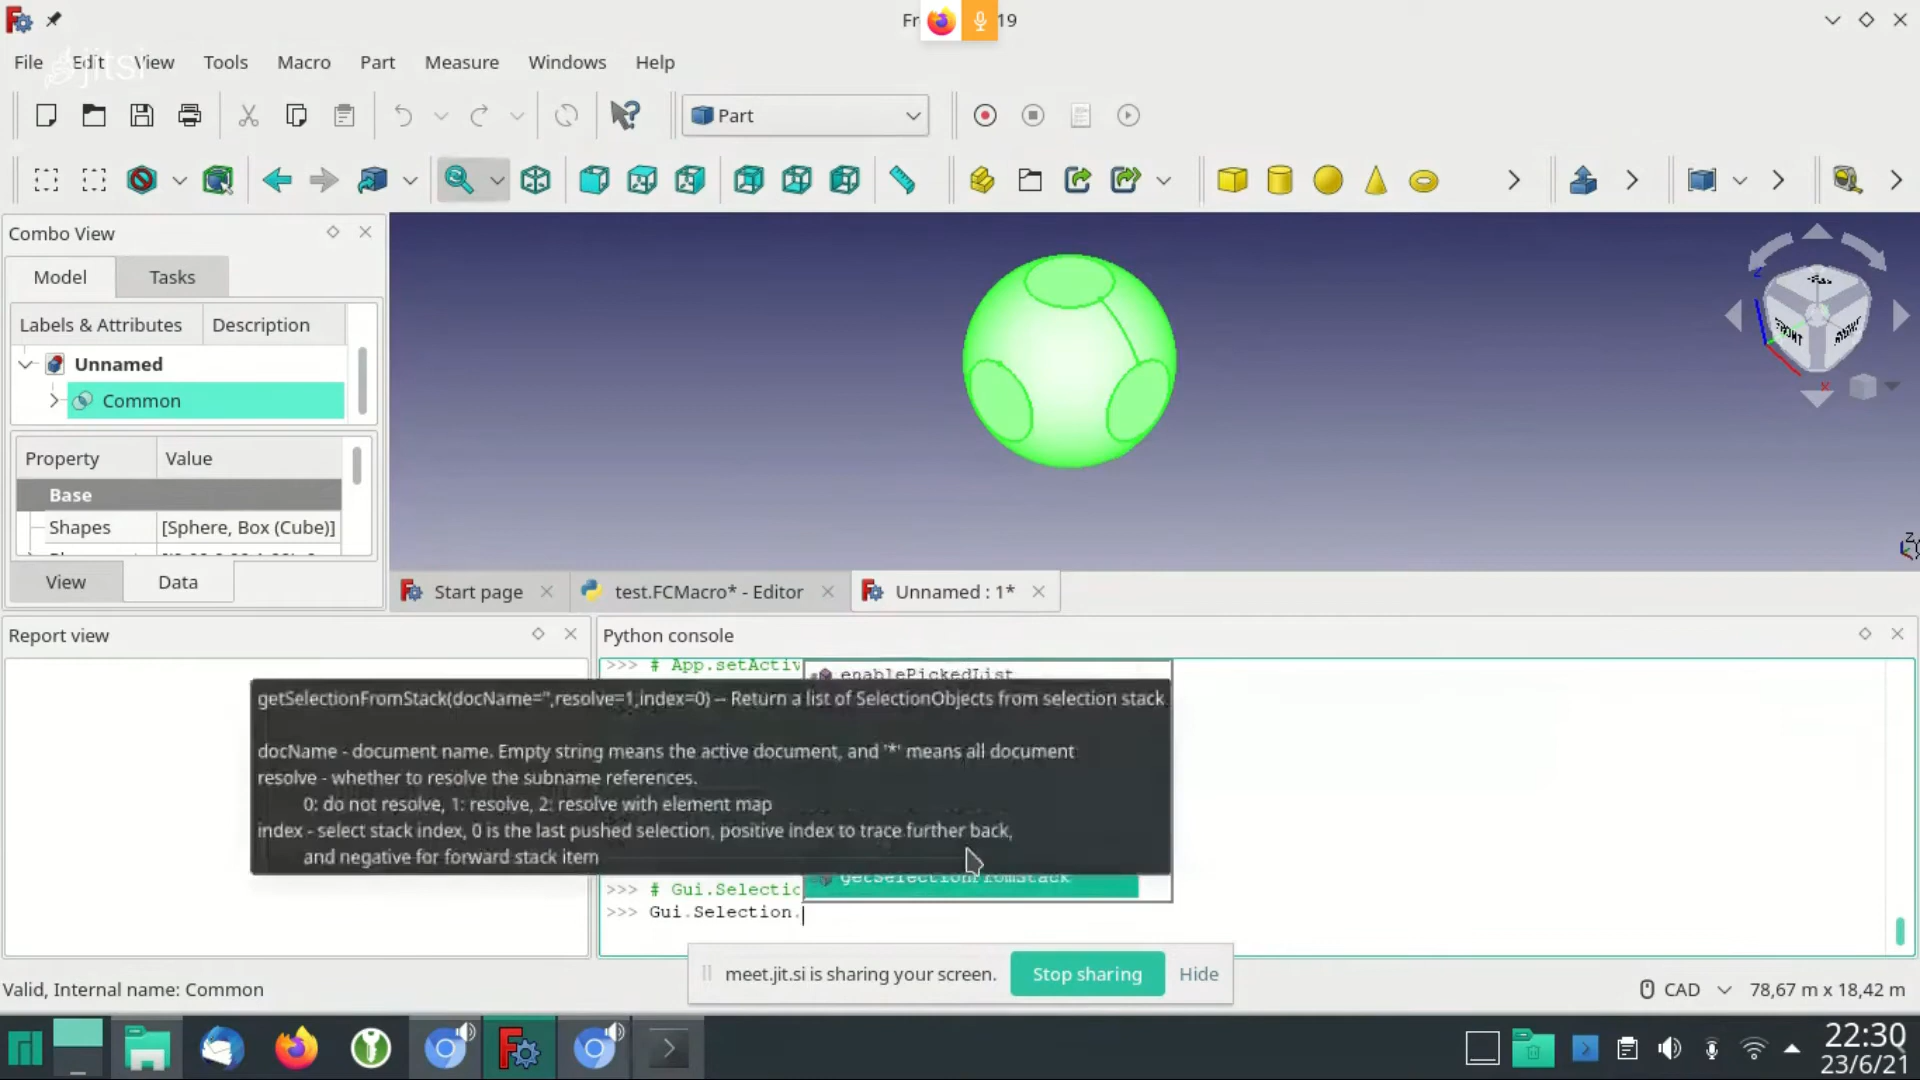 Fr
19
jitsi
File Edit View Tools Macro Part Measure Windows Help
Part
Combo View
Model Tasks
Labels & Attributes Description
Unnamed
Common
Property Value
Base
Shapes [Sphere, Box (Cube)]
View Data
FRONT
RIGHT
Z
X
Start page
test.FCMacro* - Editor
Unnamed : 1*
Report view
Python console
>>> # App.setActiv
enablePickedList
getSelectionFromStack(docName='',resolve=1,index=0) -- Return a list of SelectionObjects from selection stack
docName - document name. Empty string means the active document, and '*' means all document
resolve - whether to resolve the subname references.
0: do not resolve, 1: resolve, 2: resolve with element map
index - select stack index, 0 is the last pushed selection, positive index to trace further back,
and negative for forward stack item
getSelectionFromStack
>>> # Gui.Selectio
>>> Gui.Selection.
meet.jit.si is sharing your screen. Stop sharing Hide
Valid, Internal name: Common
CAD 78,67 m x 18,42 m
22:30
23/6/21